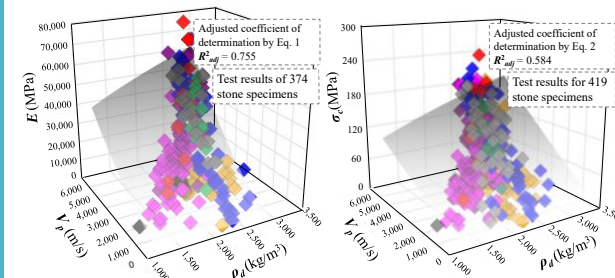 80,000
70,000
60,000
50,000
40,000
30,000
20,000
10,000
0
E (MPa)
Adjusted coefficient of
determination by Eq. 1
R²adj = 0.755
Test results of 374
stone specimens
6,000
5,000
4,000
3,000
2,000
1,000
0
Vp (m/s)
1,000
1,500
2,000
2,500
3,000
3,500
ρd(kg/m³)
300
240
180
120
60
0
σc(MPa)
Adjusted coefficient of
determination by Eq. 2
R²adj = 0.584
Test results for 419
stone specimens
6,000
5,000
4,000
3,000
2,000
1,000
0
Vp (m/s)
1,000
1,500
2,000
2,500
3,000
3,500
ρd(kg/m³)